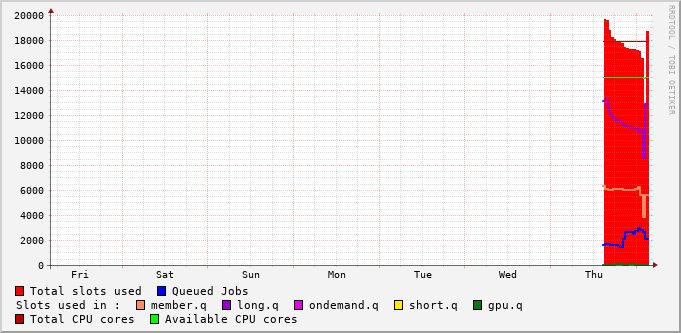 20000
18000
16000
14000
12000
10000
8000
6000
4000
2000
0
Fri Sat Sun Mon Tue Wed Thu
Total slots used Queued Jobs
Slots used in : member.q long.q ondemand.q short.q gpu.q
Total CPU cores Available CPU cores
RRDTOOL / TOBI OETIKER